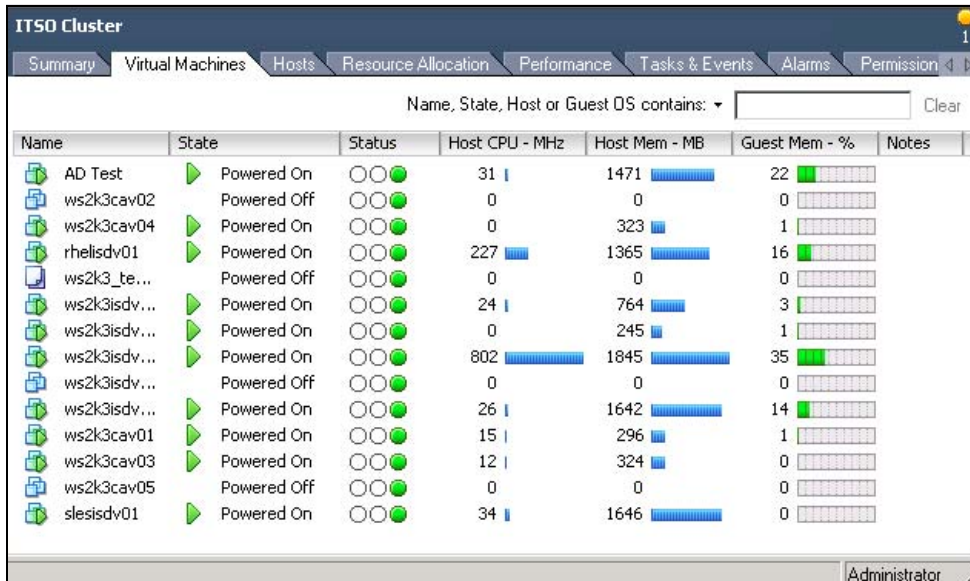 ITSO Cluster
1
Summary Virtual Machines Hosts Resource Allocation Performance Tasks & Events Alarms Permission
Name, State, Host or Guest OS contains: Clear
Name State Status Host CPU - MHz Host Mem - MB Guest Mem - % Notes
AD Test Powered On 31 1471 22
ws2k3cav02 Powered Off 0 0 0
ws2k3cav04 Powered On 0 323 1
rhelisdv01 Powered On 227 1365 16
ws2k3_te... Powered Off 0 0 0
ws2k3isdv... Powered On 24 764 3
ws2k3isdv... Powered On 0 245 1
ws2k3isdv... Powered On 802 1845 35
ws2k3isdv... Powered Off 0 0 0
ws2k3isdv... Powered On 26 1642 14
ws2k3cav01 Powered On 15 296 1
ws2k3cav03 Powered On 12 324 0
ws2k3cav05 Powered Off 0 0 0
slesisdv01 Powered On 34 1646 0
Administrator